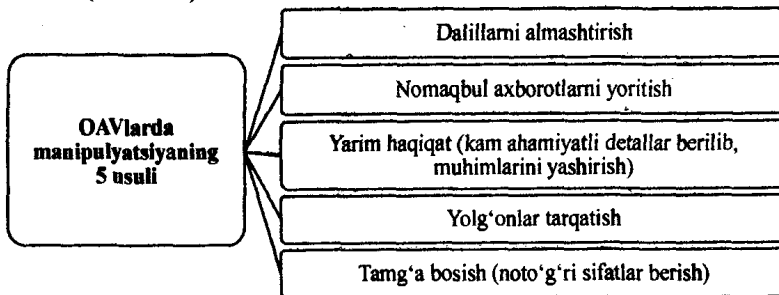 OAVlarda
manipulyatsiyaning
5 usuli
Dalillarni almashtirish
Nomaqbul axborotlarni yoritish
Yarim haqiqat (kam ahamiyatli detallar berilib,
muhimlarini yashirish)
Yolg‘onlar tarqatish
Tamg‘a bosish (noto‘g‘ri sifatlar berish)